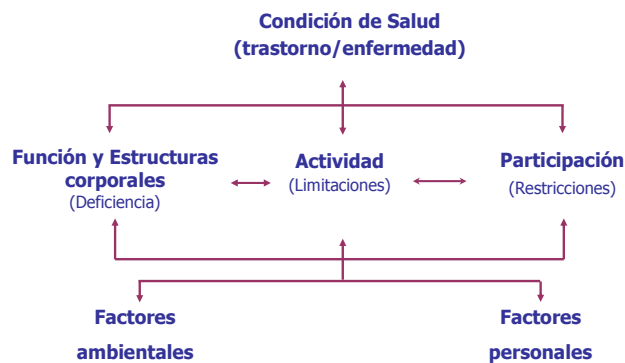 Condición de Salud
(trastorno/enfermedad)
Función y Estructuras
corporales
(Deficiencia)
Actividad
(Limitaciones)
Participación
(Restricciones)
Factores
ambientales
Factores
personales